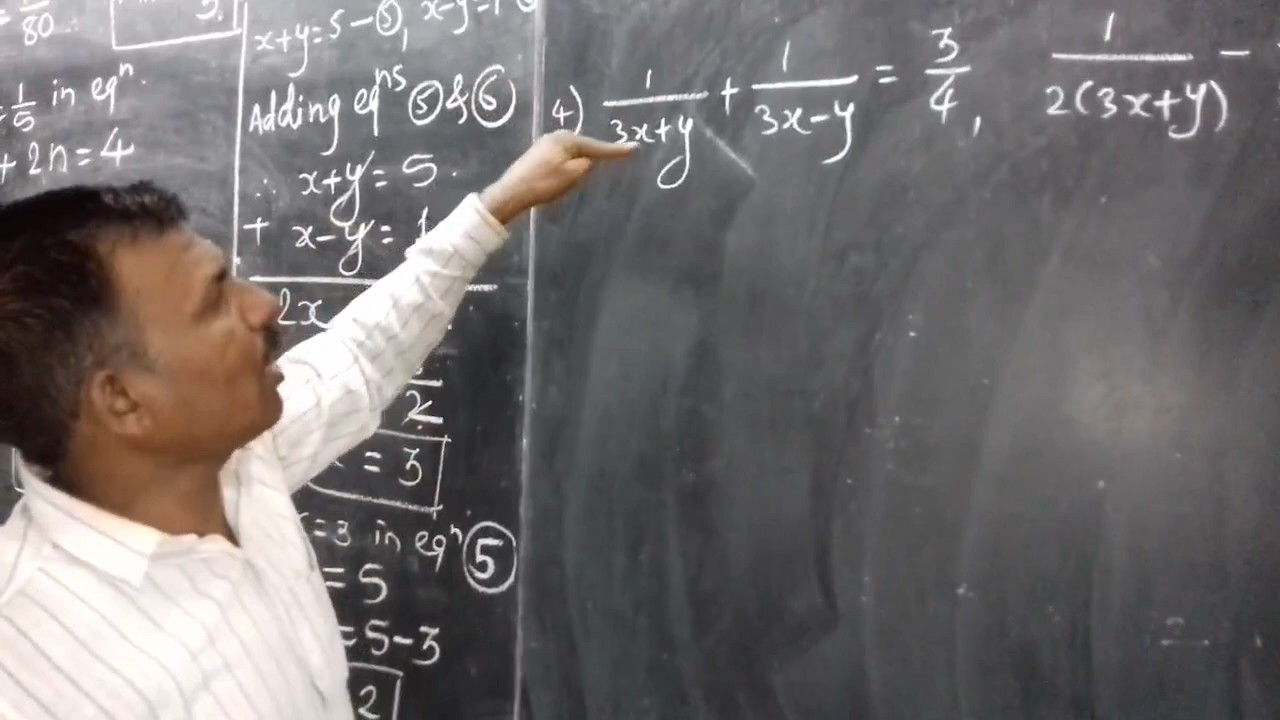 80
5.
1/5 in eqⁿ.
+ 2n = 4
x+y=5-⑤, x-y=1
Adding eqⁿˢ ⑤ & ⑥
∴ x+y = 5.
+ x-y = 1
2x
2
= 3
=3 in eqⁿ ⑤
= 5
= 5-3
2
4) 1/(3x+y) + 1/(3x-y) = 3/4, 1/(2(3x+y)) -